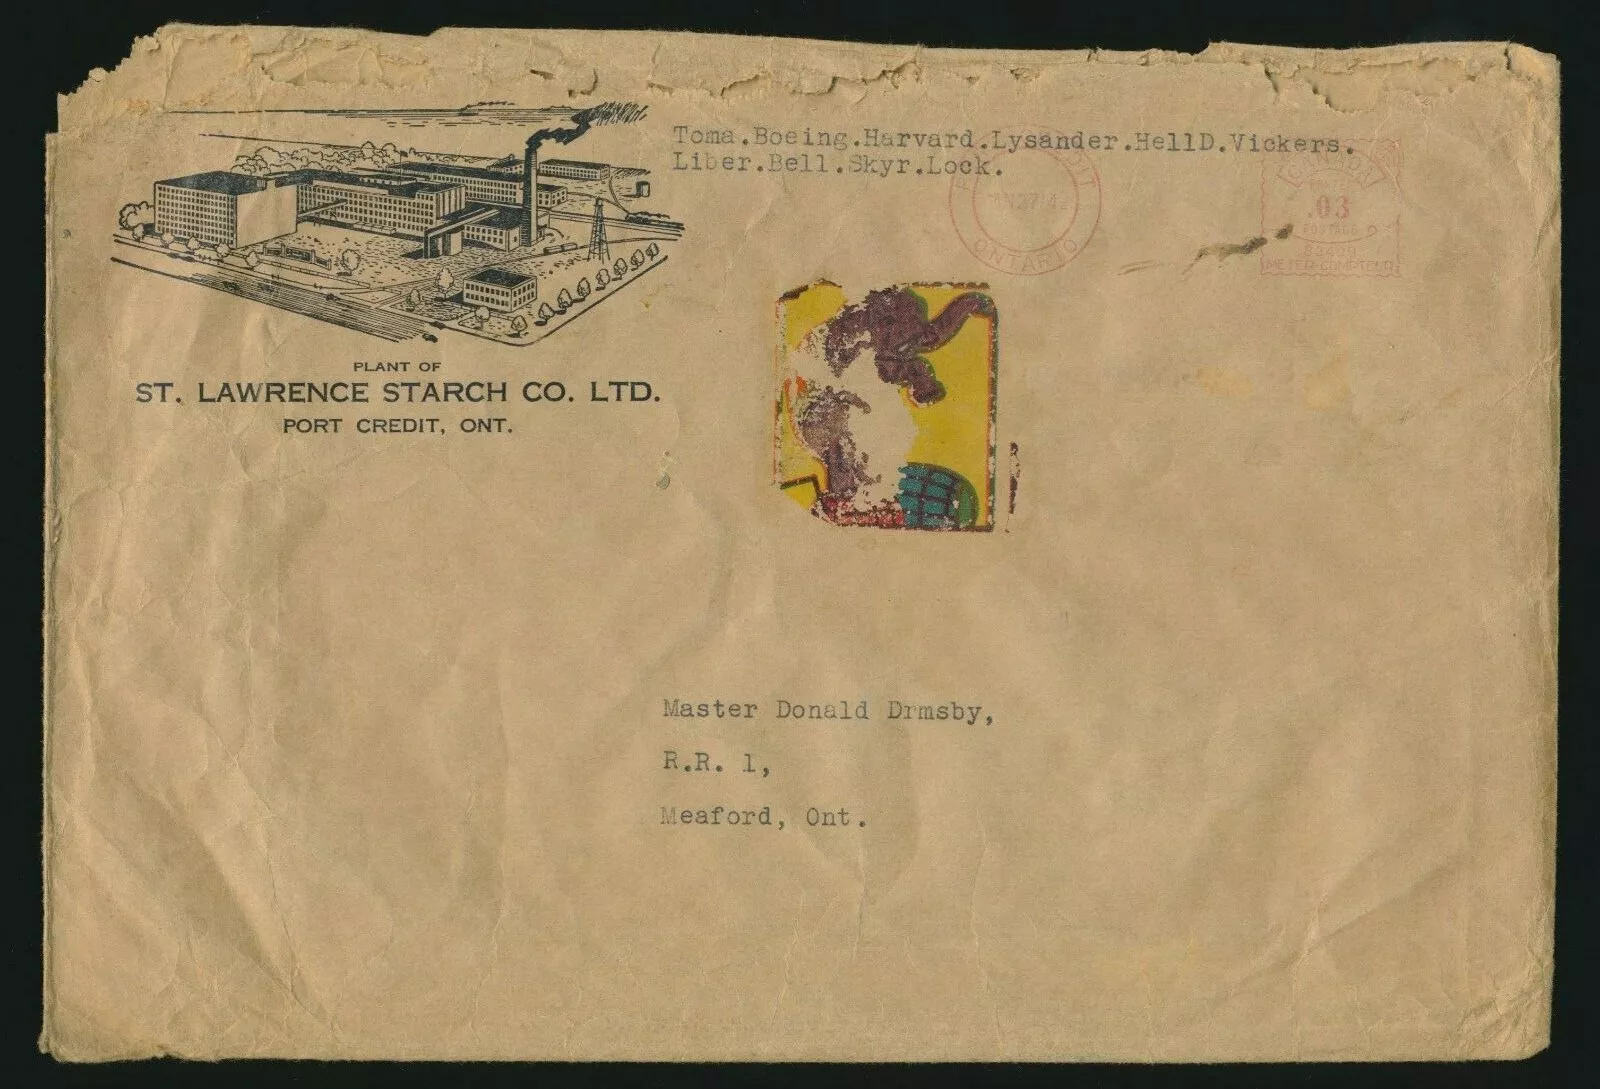 Toma.Boeing.Harvard.Lysander.HellD.Vickers.
Liber.Bell.Skyr.Lock.
ONTARIO
.03
POSTAGE
PLANT OF
ST. LAWRENCE STARCH CO. LTD.
PORT CREDIT, ONT.
Master Donald Drmsby,
R.R. 1,
Meaford, Ont.